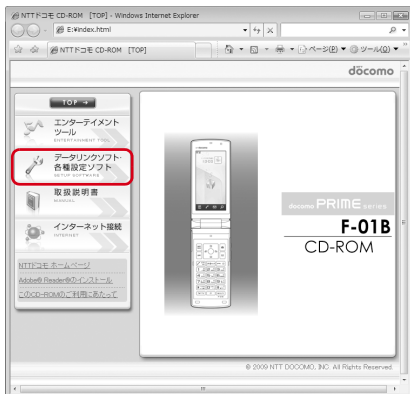 NTTドコモ CD-ROM [TOP] - Windows Internet Explorer
E:¥index.html
NTTドコモ CD-ROM [TOP]
ページ(P)
ツール(O)
döcomo
TOP
エンターテイメント
ツール
ENTERTAINMENT TOOL
データリンクソフト・
各種設定ソフト
SETUP SOFTWARE
取扱説明書
MANUAL
インターネット接続
INTERNET
NTTドコモ ホームページ
Adobe® Reader®のインストール
このCD-ROMのご利用にあたって
docomo PRIME series
F-01B
CD-ROM
© 2009 NTT DOCOMO, INC. All Rights Reserved.